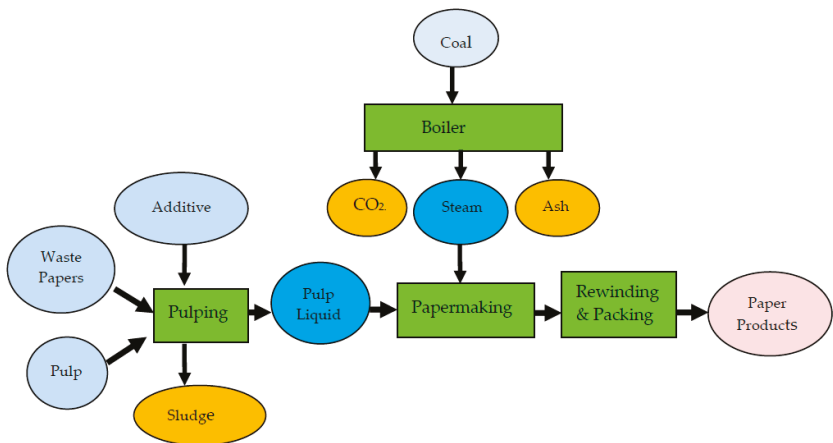 Coal
Boiler
CO2
Steam
Ash
Additive
Waste
Papers
Pulping
Pulp
Liquid
Papermaking
Rewinding
& Packing
Paper
Products
Pulp
Sludge